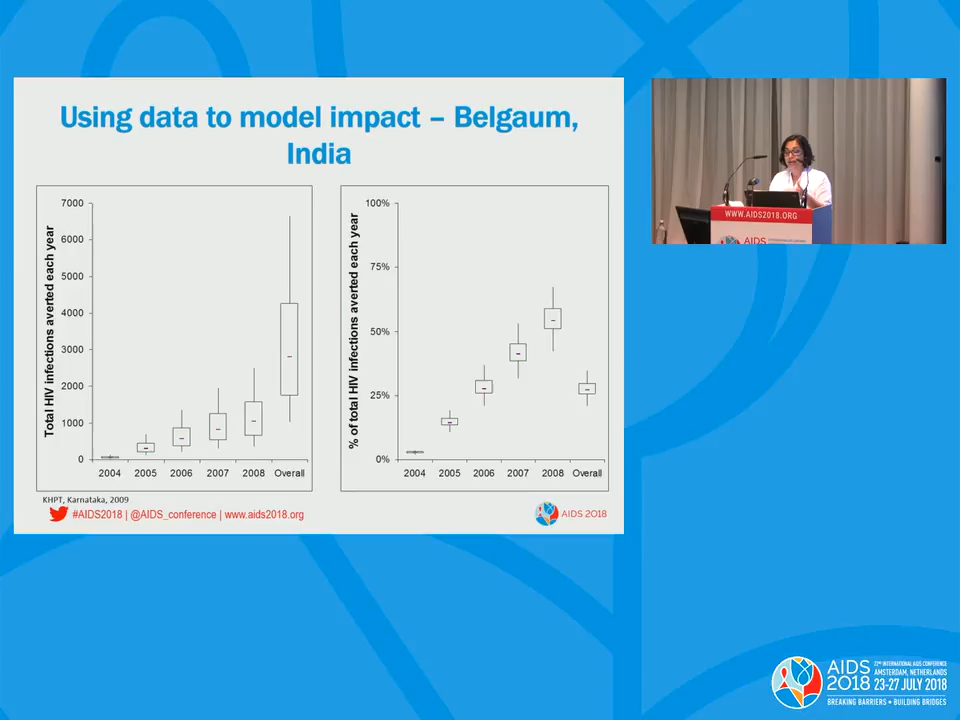 Using data to model impact – Belgaum,
India
Total HIV infections averted each year
7000
6000
5000
4000
3000
2000
1000
0
2004 2005 2006 2007 2008 Overall
% of total HIV infections averted each year
100%
75%
50%
25%
0%
2004 2005 2006 2007 2008 Overall
KHPT, Karnataka, 2009
#AIDS2018 | @AIDS_conference | www.aids2018.org
AIDS 2018
WWW.AIDS2018.ORG
AIDS
AIDS
2018
22ND INTERNATIONAL AIDS CONFERENCE
AMSTERDAM, NETHERLANDS
23-27 JULY 2018
BREAKING BARRIERS • BUILDING BRIDGES